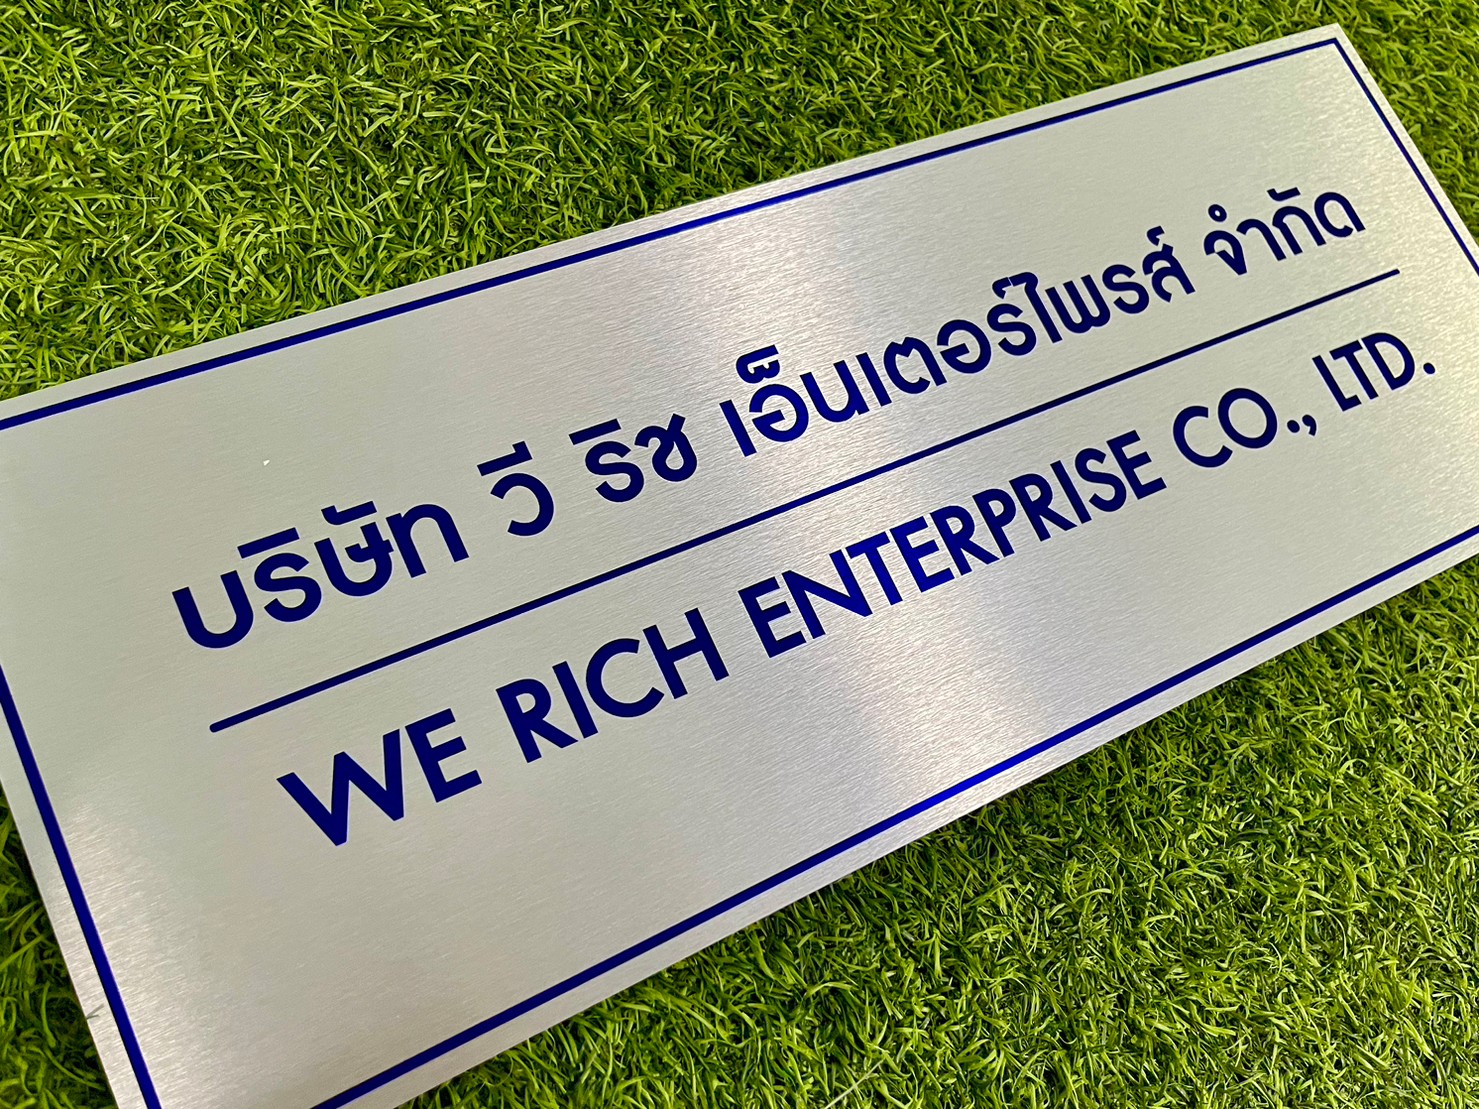 บริษัท วี ริช เอ็นเตอร์ไพรส์ จำกัด
WE RICH ENTERPRISE CO., LTD.